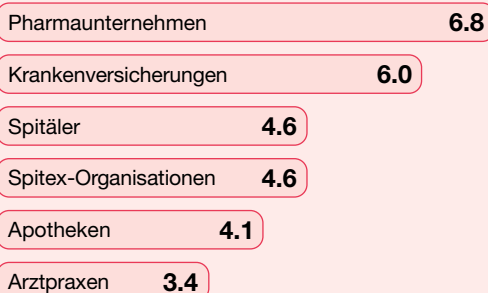 Pharmaunternehmen 6.8
Krankenversicherungen 6.0
Spitäler 4.6
Spitex-Organisationen 4.6
Apotheken 4.1
Arztpraxen 3.4